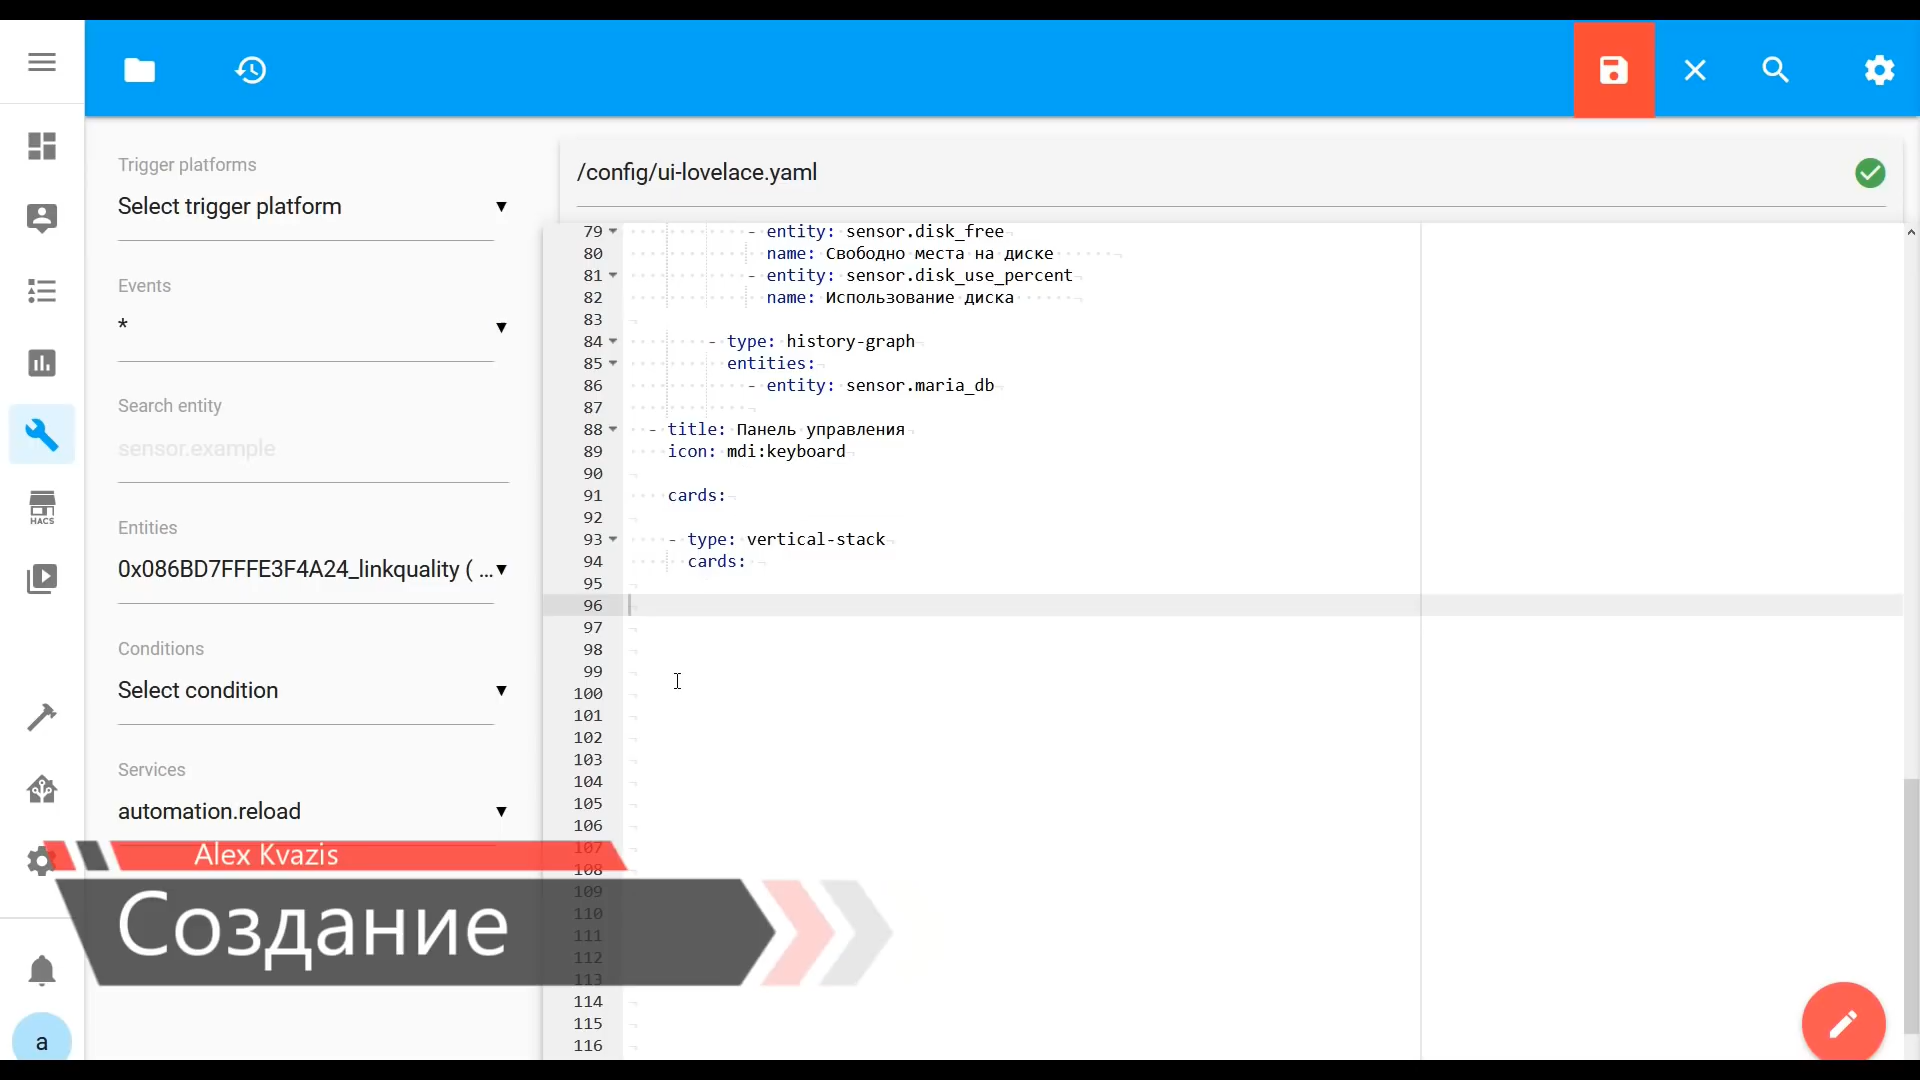 Trigger platforms
Select trigger platform
Events
*
Search entity
sensor.example
Entities
0x086BD7FFFE3F4A24_linkquality ( ...
Conditions
Select condition
Services
automation.reload
HACS
a
/config/ui-lovelace.yaml
79 - entity: sensor.disk_free
80 name: Свободно места на диске
81 - entity: sensor.disk_use_percent
82 name: Использование диска
83
84 - type: history-graph
85 entities:
86 - entity: sensor.maria_db
87
88 - title: Панель управления
89 icon: mdi:keyboard
90
91 cards:
92
93 - type: vertical-stack
94 cards:
95
96
97
98
99
100
101
102
103
104
105
106
107
108
109
110
111
112
113
114
115
116
Alex Kvazis
Создание